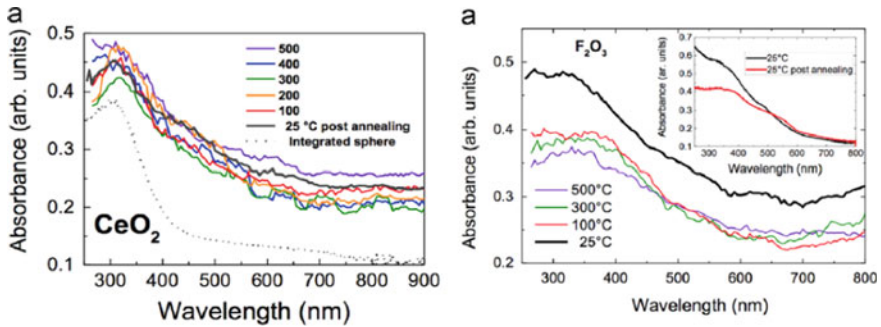 a
Absorbance (arb. units)
0.5
0.4
0.3
0.2
0.1
500
400
300
200
100
25 °C post annealing
Integrated sphere
CeO2
300 400 500 600 700 800 900
Wavelength (nm)
a
Absorbance (arb. units)
0.5
0.4
0.3
0.2
F2O3
500°C
300°C
100°C
25°C
300 400 500 600 700 800
Wavelength (nm)
Absorbance (ar. units)
0.7
0.6
0.5
0.4
0.3
0.2
0.1
25°C
25°C post annealing
300 400 500 600 700 800
Wavelength (nm)